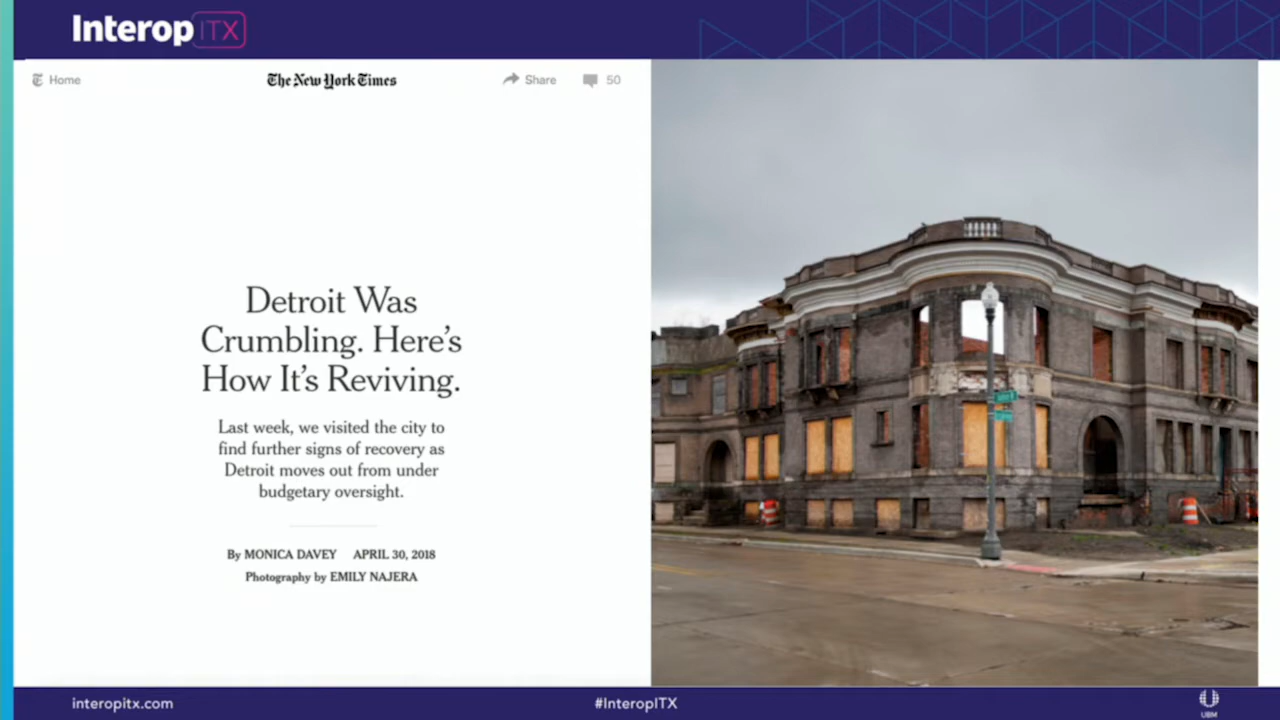 Interop ITX
Home
The New York Times
Share
50
Detroit Was
Crumbling. Here's
How It's Reviving.
Last week, we visited the city to
find further signs of recovery as
Detroit moves out from under
budgetary oversight.
By MONICA DAVEY APRIL 30, 2018
Photography by EMILY NAJERA
interopitx.com
#InteropITX
UBM